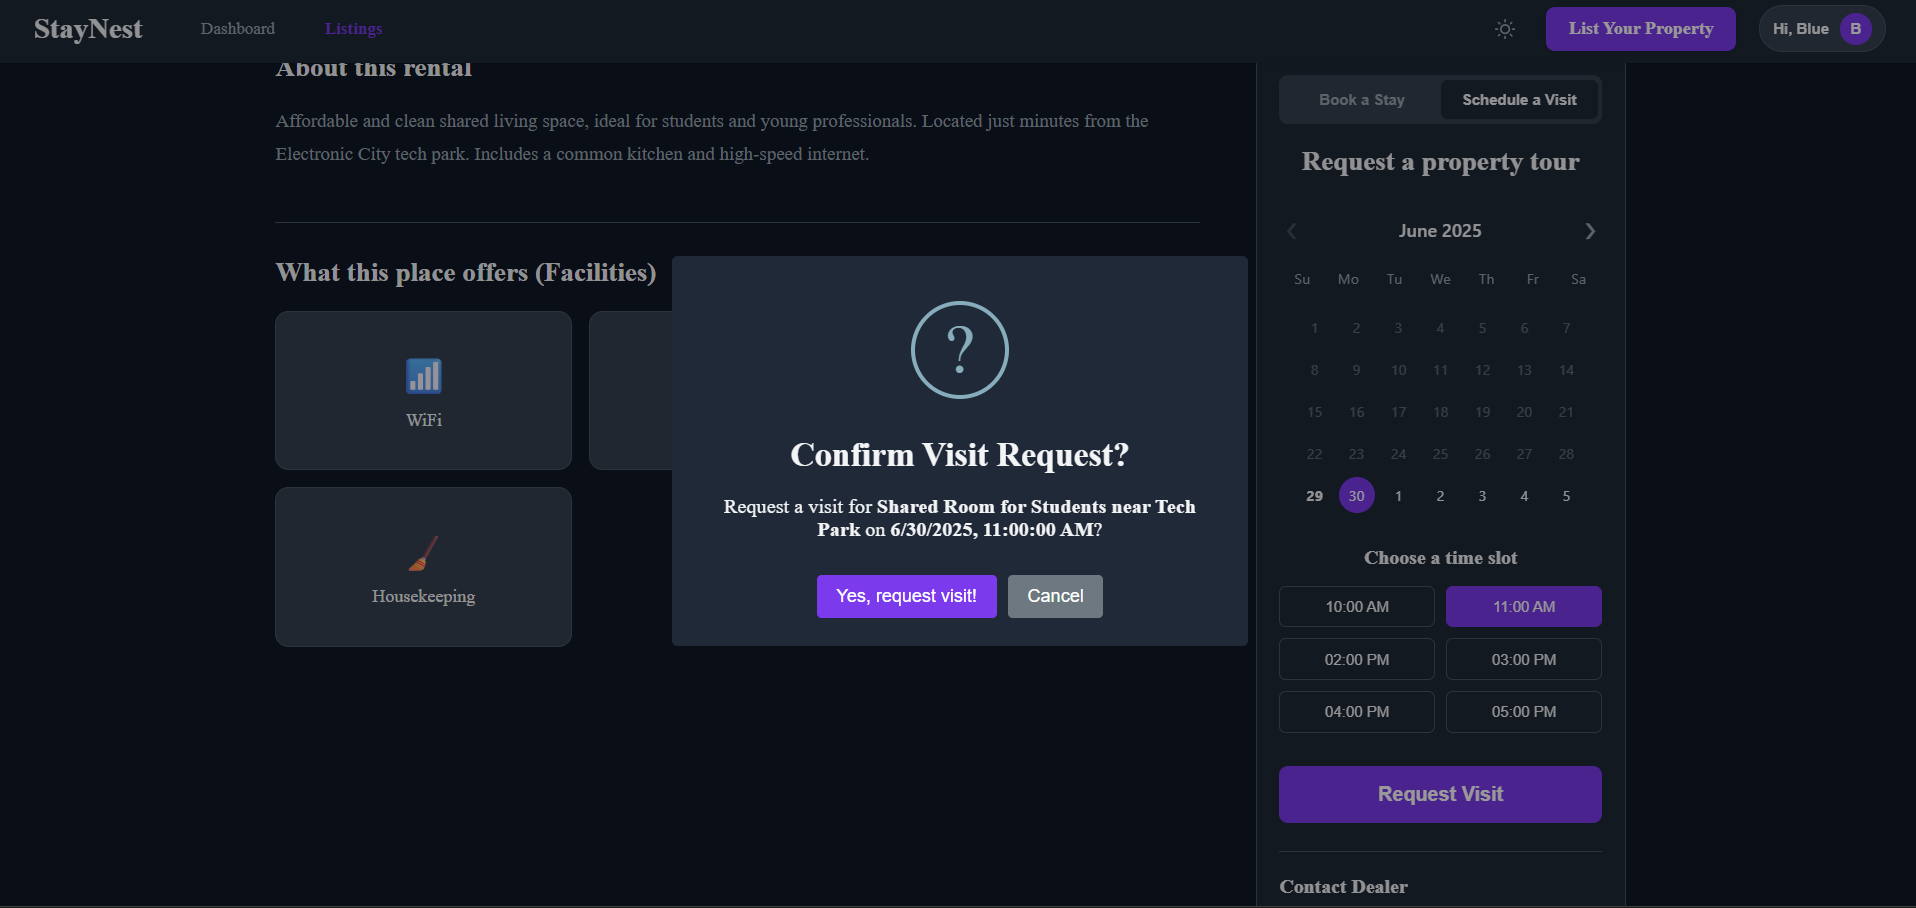 StayNest
Dashboard
Listings
List Your Property
Hi, Blue
B
About this rental
Affordable and clean shared living space, ideal for students and young professionals. Located just minutes from the
Electronic City tech park. Includes a common kitchen and high-speed internet.
What this place offers (Facilities)
WiFi
Housekeeping
?
Confirm Visit Request?
Request a visit for Shared Room for Students near Tech
Park on 6/30/2025, 11:00:00 AM?
Yes, request visit!
Cancel
Book a Stay
Schedule a Visit
Request a property tour
June 2025
Su Mo Tu We Th Fr Sa
1 2 3 4 5 6 7
8 9 10 11 12 13 14
15 16 17 18 19 20 21
22 23 24 25 26 27 28
29 30 1 2 3 4 5
Choose a time slot
10:00 AM 11:00 AM
02:00 PM 03:00 PM
04:00 PM 05:00 PM
Request Visit
Contact Dealer